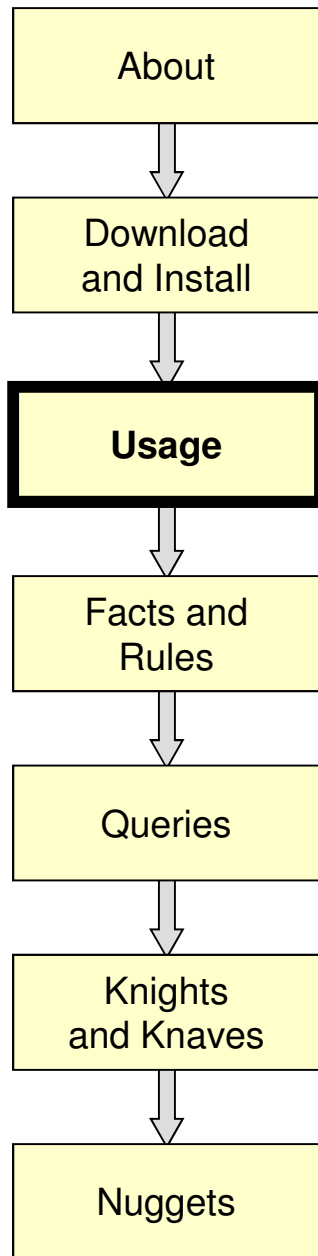 About
Download
and Install
Usage
Facts and
Rules
Queries
Knights
and Knaves
Nuggets